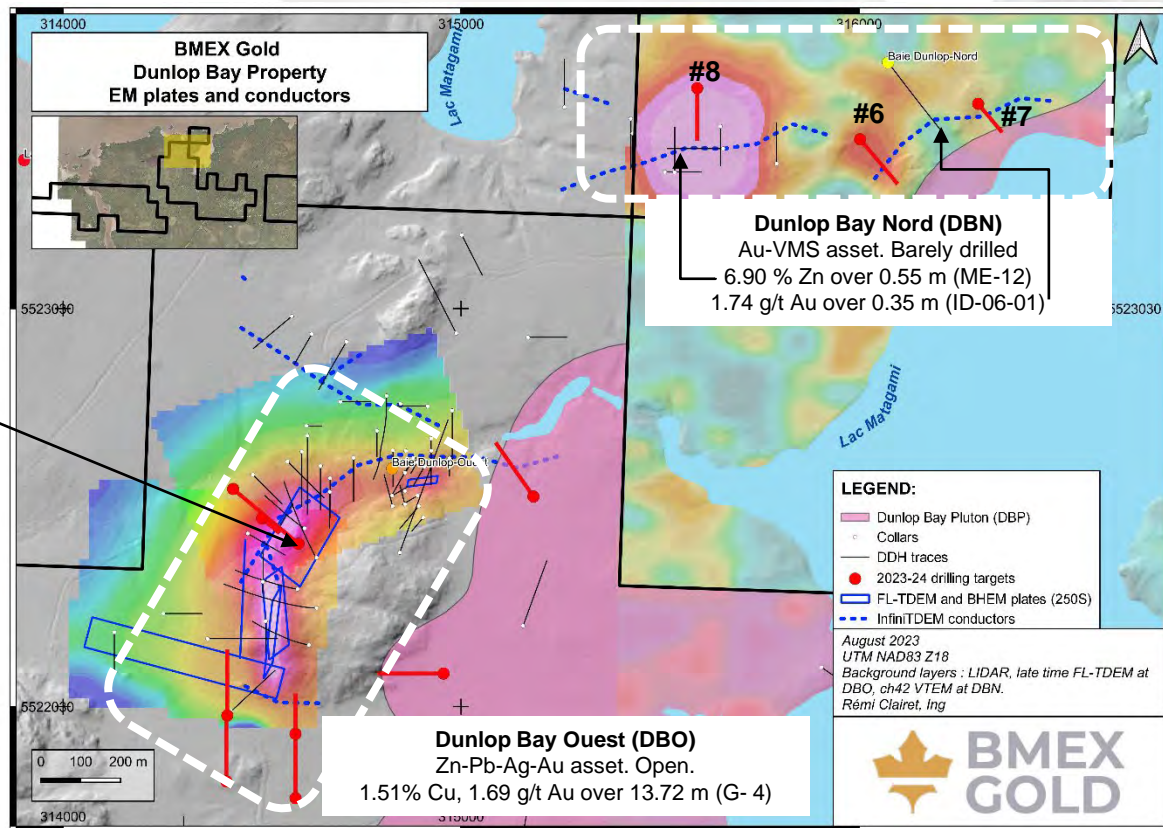 314000
315000
316000
BMEX Gold
Dunlop Bay Property
EM plates and conductors
Lac Matagami
Baie Dunlop-Nord
#8
#6
#7
Dunlop Bay Nord (DBN)
Au-VMS asset. Barely drilled
6.90 % Zn over 0.55 m (ME-12)
1.74 g/t Au over 0.35 m (ID-06-01)
5523030
5523030
Lac Matagami
Baie Dunlop-Ouest
LEGEND:
Dunlop Bay Pluton (DBP)
Collars
DDH traces
2023-24 drilling targets
FL-TDEM and BHEM plates (250S)
InfiniTDEM conductors
August 2023
UTM NAD83 Z18
Background layers : LIDAR, late time FL-TDEM at
DBO, ch42 VTEM at DBN.
Rémi Clairet, Ing
5522030
5522030
Dunlop Bay Ouest (DBO)
Zn-Pb-Ag-Au asset. Open.
1.51% Cu, 1.69 g/t Au over 13.72 m (G- 4)
0 100 200 m
BMEX
GOLD
314000
315000